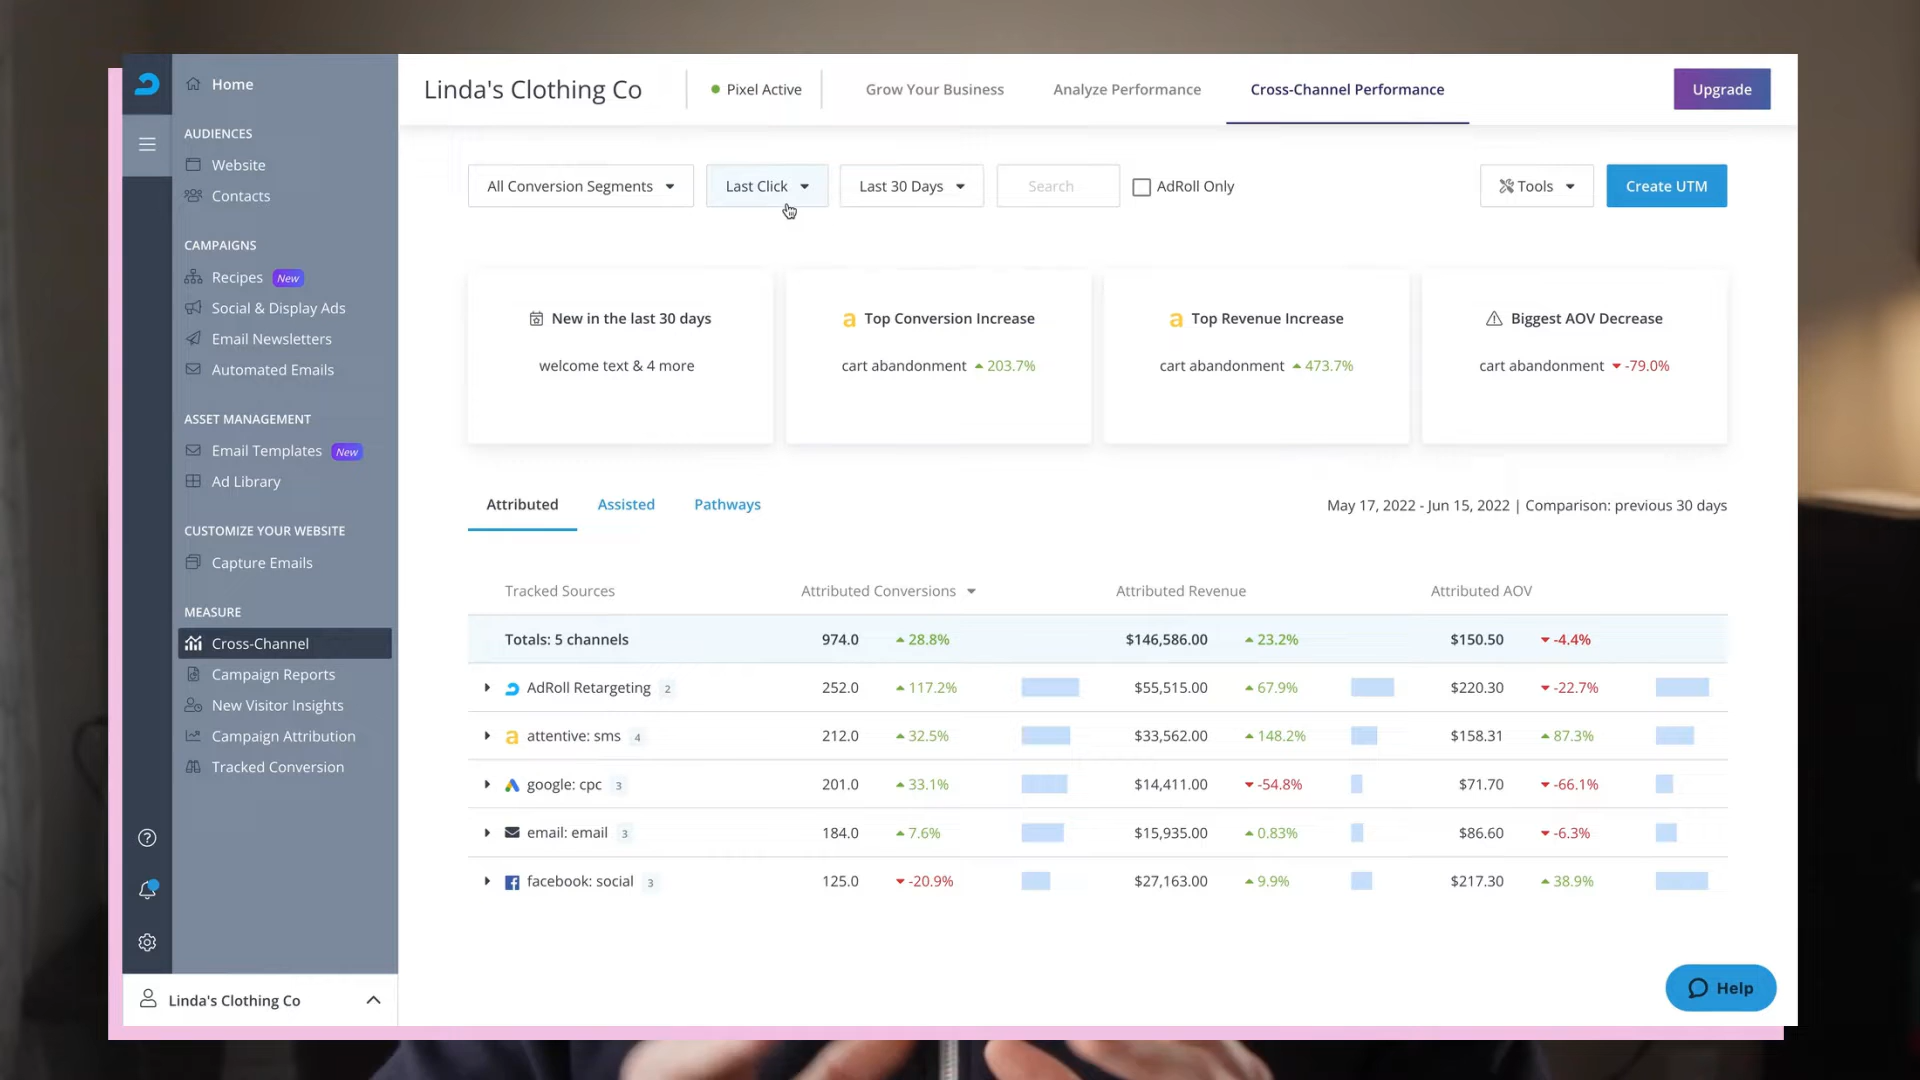 Home
AUDIENCES
Website
Contacts
CAMPAIGNS
Recipes New
Social & Display Ads
Email Newsletters
Automated Emails
ASSET MANAGEMENT
Email Templates New
Ad Library
CUSTOMIZE YOUR WEBSITE
Capture Emails
MEASURE
Cross-Channel
Campaign Reports
New Visitor Insights
Campaign Attribution
Tracked Conversion
Linda's Clothing Co
Linda's Clothing Co
Pixel Active
Grow Your Business
Analyze Performance
Cross-Channel Performance
Upgrade
All Conversion Segments
Last Click
Last 30 Days
Search
AdRoll Only
Tools
Create UTM
New in the last 30 days
welcome text & 4 more
Top Conversion Increase
cart abandonment 203.7%
Top Revenue Increase
cart abandonment 473.7%
Biggest AOV Decrease
cart abandonment -79.0%
Attributed
Assisted
Pathways
May 17, 2022 - Jun 15, 2022 | Comparison: previous 30 days
Tracked Sources Attributed Conversions Attributed Revenue Attributed AOV
Totals: 5 channels 974.0 28.8% $146,586.00 23.2% $150.50 -4.4%
AdRoll Retargeting 2 252.0 117.2% $55,515.00 67.9% $220.30 -22.7%
attentive: sms 4 212.0 32.5% $33,562.00 148.2% $158.31 87.3%
google: cpc 3 201.0 33.1% $14,411.00 -54.8% $71.70 -66.1%
email: email 3 184.0 7.6% $15,935.00 0.83% $86.60 -6.3%
facebook: social 3 125.0 -20.9% $27,163.00 9.9% $217.30 38.9%
Help